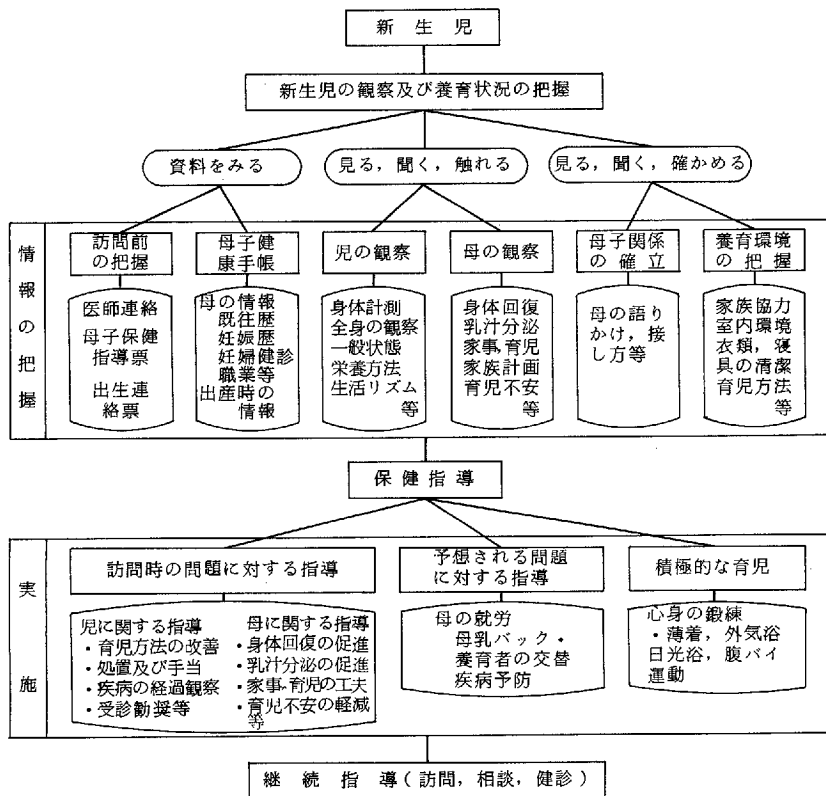 新生児
新生児の観察及び養育状況の把握
資料をみる
見る，聞く，触れる
見る，聞く，確かめる
情報の把握
訪問前
の把握
医師連絡
母子保健
指導票
出生連
絡票
母子健
康手帳
母の情報
既往歴
妊娠歴
妊婦健診
職業等
出産時の
情報
児の観察
身体計測
全身の観察
一般状態
栄養方法
生活リズム
等
母の観察
身体回復
乳汁分泌
家事，育児
家族計画
育児不安
等
母子関係
の確立
母の語り
かけ，接
し方等
養育環境
の把握
家族協力
室内環境
衣類，寝
具の清潔
育児方法
等
保健指導
実施
訪問時の問題に対する指導
児に関する指導
・育児方法の改善
・処置及び手当
・疾病の経過観察
・受診勧奨等
母に関する指導
・身体回復の促進
・乳汁分泌の促進
・家事，育児の工夫
・育児不安の軽減
等
予想される問題
に対する指導
母の就労
母乳バック・
養育者の交替
疾病予防
積極的な育児
心身の鍛練
・薄着，外気浴
日光浴，腹バイ
運動
継続指導（訪問，相談，健診）